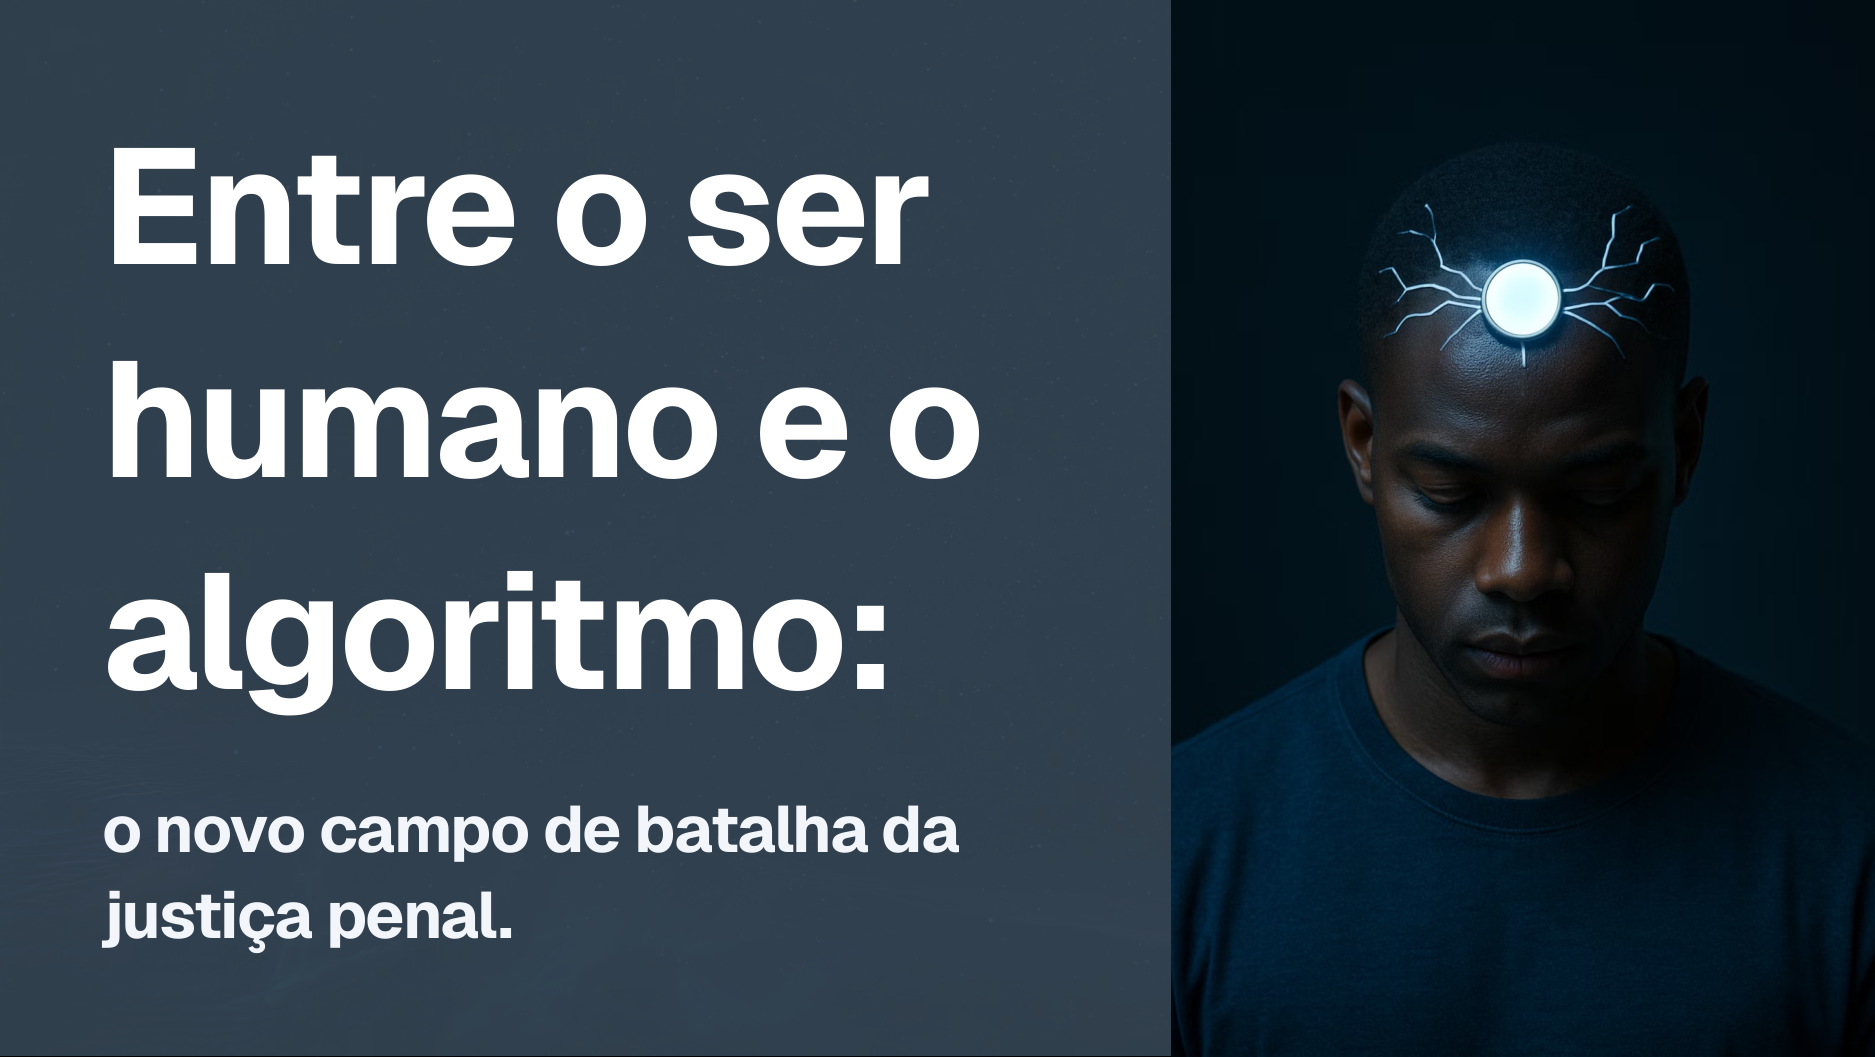 Entre o ser
humano e o
algoritmo:
o novo campo de batalha da
justiça penal.